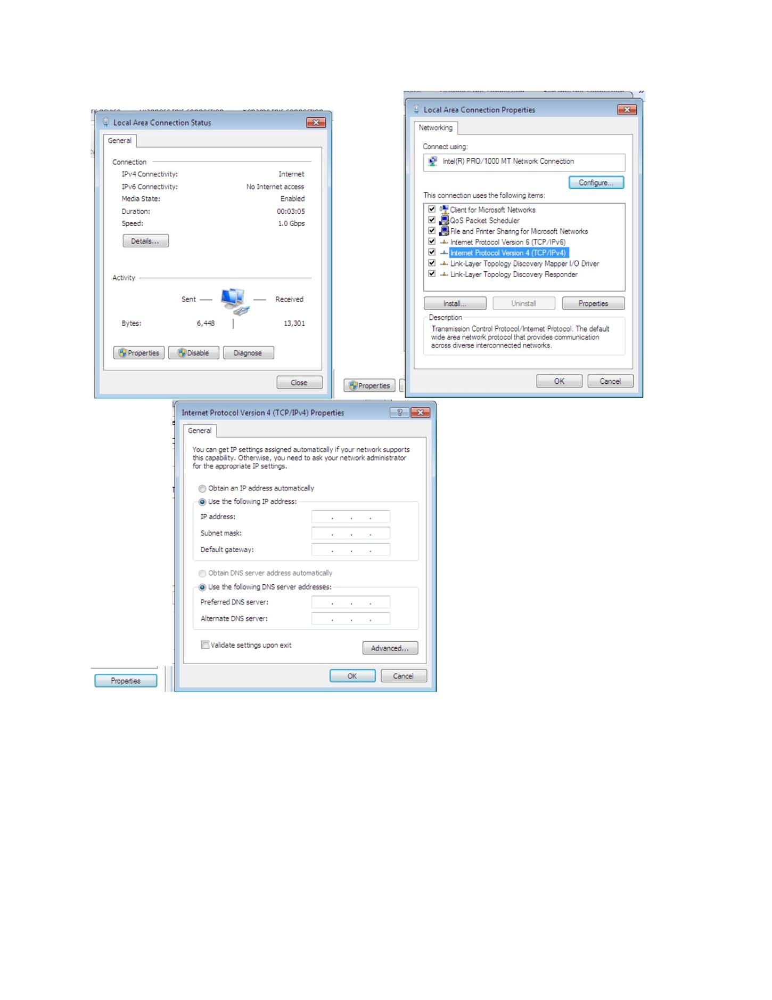 Local Area Connection Status
General
Connection
IPv4 Connectivity: Internet
IPv6 Connectivity: No Internet access
Media State: Enabled
Duration: 00:03:05
Speed: 1.0 Gbps
Details...
Activity
Sent Received
Bytes: 6,448 13,301
Properties Disable Diagnose
Close
Properties
Local Area Connection Properties
Networking
Connect using:
Intel(R) PRO/1000 MT Network Connection
Configure...
This connection uses the following items:
Client for Microsoft Networks
QoS Packet Scheduler
File and Printer Sharing for Microsoft Networks
Internet Protocol Version 6 (TCP/IPv6)
Internet Protocol Version 4 (TCP/IPv4)
Link-Layer Topology Discovery Mapper I/O Driver
Link-Layer Topology Discovery Responder
Install... Uninstall Properties
Description
Transmission Control Protocol/Internet Protocol. The default
wide area network protocol that provides communication
across diverse interconnected networks.
OK Cancel
Internet Protocol Version 4 (TCP/IPv4) Properties
General
You can get IP settings assigned automatically if your network supports
this capability. Otherwise, you need to ask your network administrator
for the appropriate IP settings.
Obtain an IP address automatically
Use the following IP address:
IP address: . . .
Subnet mask: . . .
Default gateway: . . .
Obtain DNS server address automatically
Use the following DNS server addresses:
Preferred DNS server: . . .
Alternate DNS server: . . .
Validate settings upon exit
Advanced...
OK Cancel
Properties